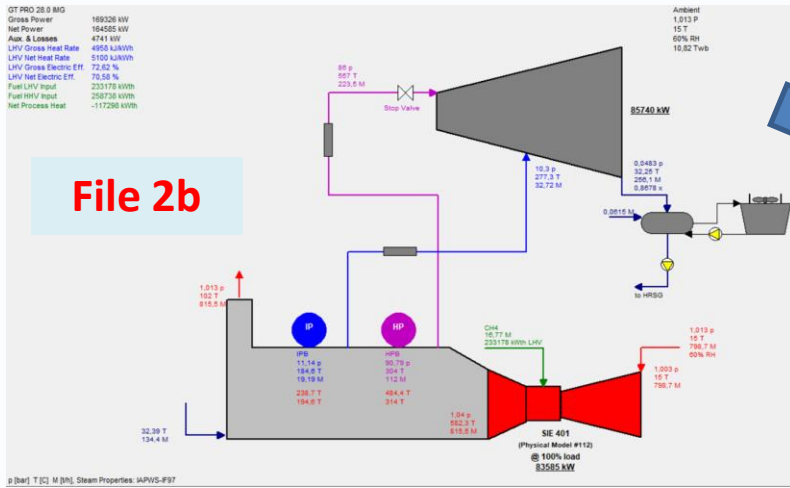 GT PRO 28.0 IMG
Gross Power 169326 kW
Net Power 164585 kW
Aux. & Losses 4741 kW
LHV Gross Heat Rate 4958 kJ/kWh
LHV Net Heat Rate 5100 kJ/kWh
LHV Gross Electric Eff. 72,62 %
LHV Net Electric Eff. 70,58 %
Fuel LHV Input 233178 kWth
Fuel HHV Input 258738 kWth
Net Process Heat -117298 kWth
Ambient
1,013 P
15 T
60% RH
10,82 Twb
86 p
557 T
223,5 M
Stop Valve
85740 kW
File 2b
10,3 p
277,3 T
32,72 M
0,0483 p
32,25 T
256,1 M
0,8678 x
0,0615 M
to HRSG
1,013 p
102 T
815,5 M
IP
HP
IPB
11,14 p
184,6 T
19,19 M
HPB
90,79 p
304 T
112 M
238,7 T
194,6 T
464,4 T
314 T
CH4
16,77 M
233178 kWth LHV
1,013 p
15 T
798,7 M
60% RH
1,003 p
15 T
798,7 M
1,04 p
582,3 T
815,5 M
32,39 T
134,4 M
SIE 401
(Physical Model #112)
@ 100% load
83585 kW
p [bar] T [C] M [t/h], Steam Properties: IAPWS-IF97